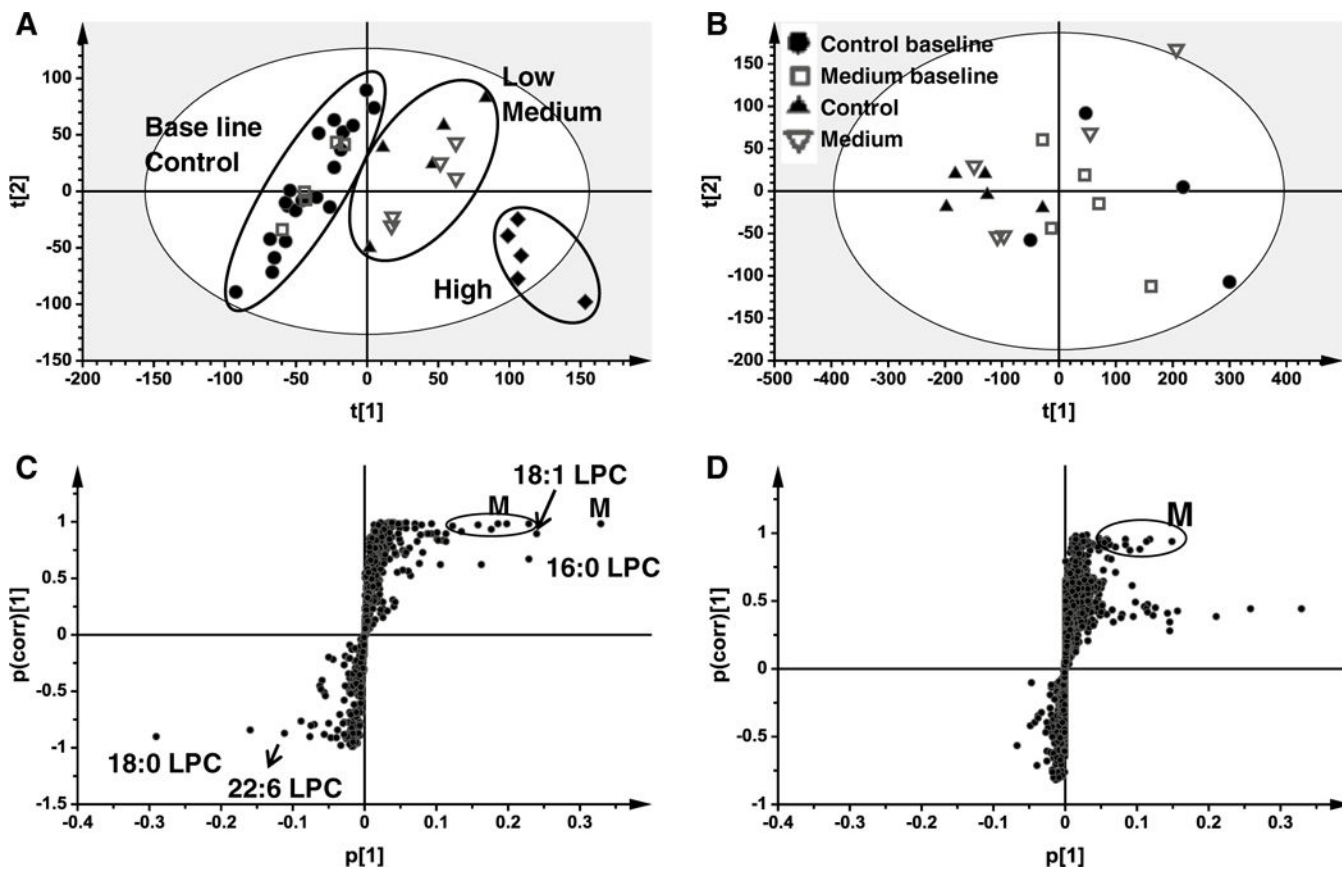 A
t[2]
100
50
0
-50
-100
-150
-200
-150
-100
-50
0
50
100
150
t[1]
Base line
Control
Low
Medium
High
B
t[2]
150
100
50
0
-50
-100
-150
-200
-500
-400
-300
-200
-100
0
100
200
300
400
t[1]
Control baseline
Medium baseline
Control
Medium
C
p(corr)[1]
1
0.5
0
-0.5
-1
-1.5
-0.4
-0.3
-0.2
-0.1
0
0.1
0.2
0.3
p[1]
18:1 LPC
M
M
16:0 LPC
18:0 LPC
22:6 LPC
D
p(corr)[1]
1
0.5
0
-0.5
-1
-0.4
-0.3
-0.2
-0.1
0
0.1
0.2
0.3
p[1]
M